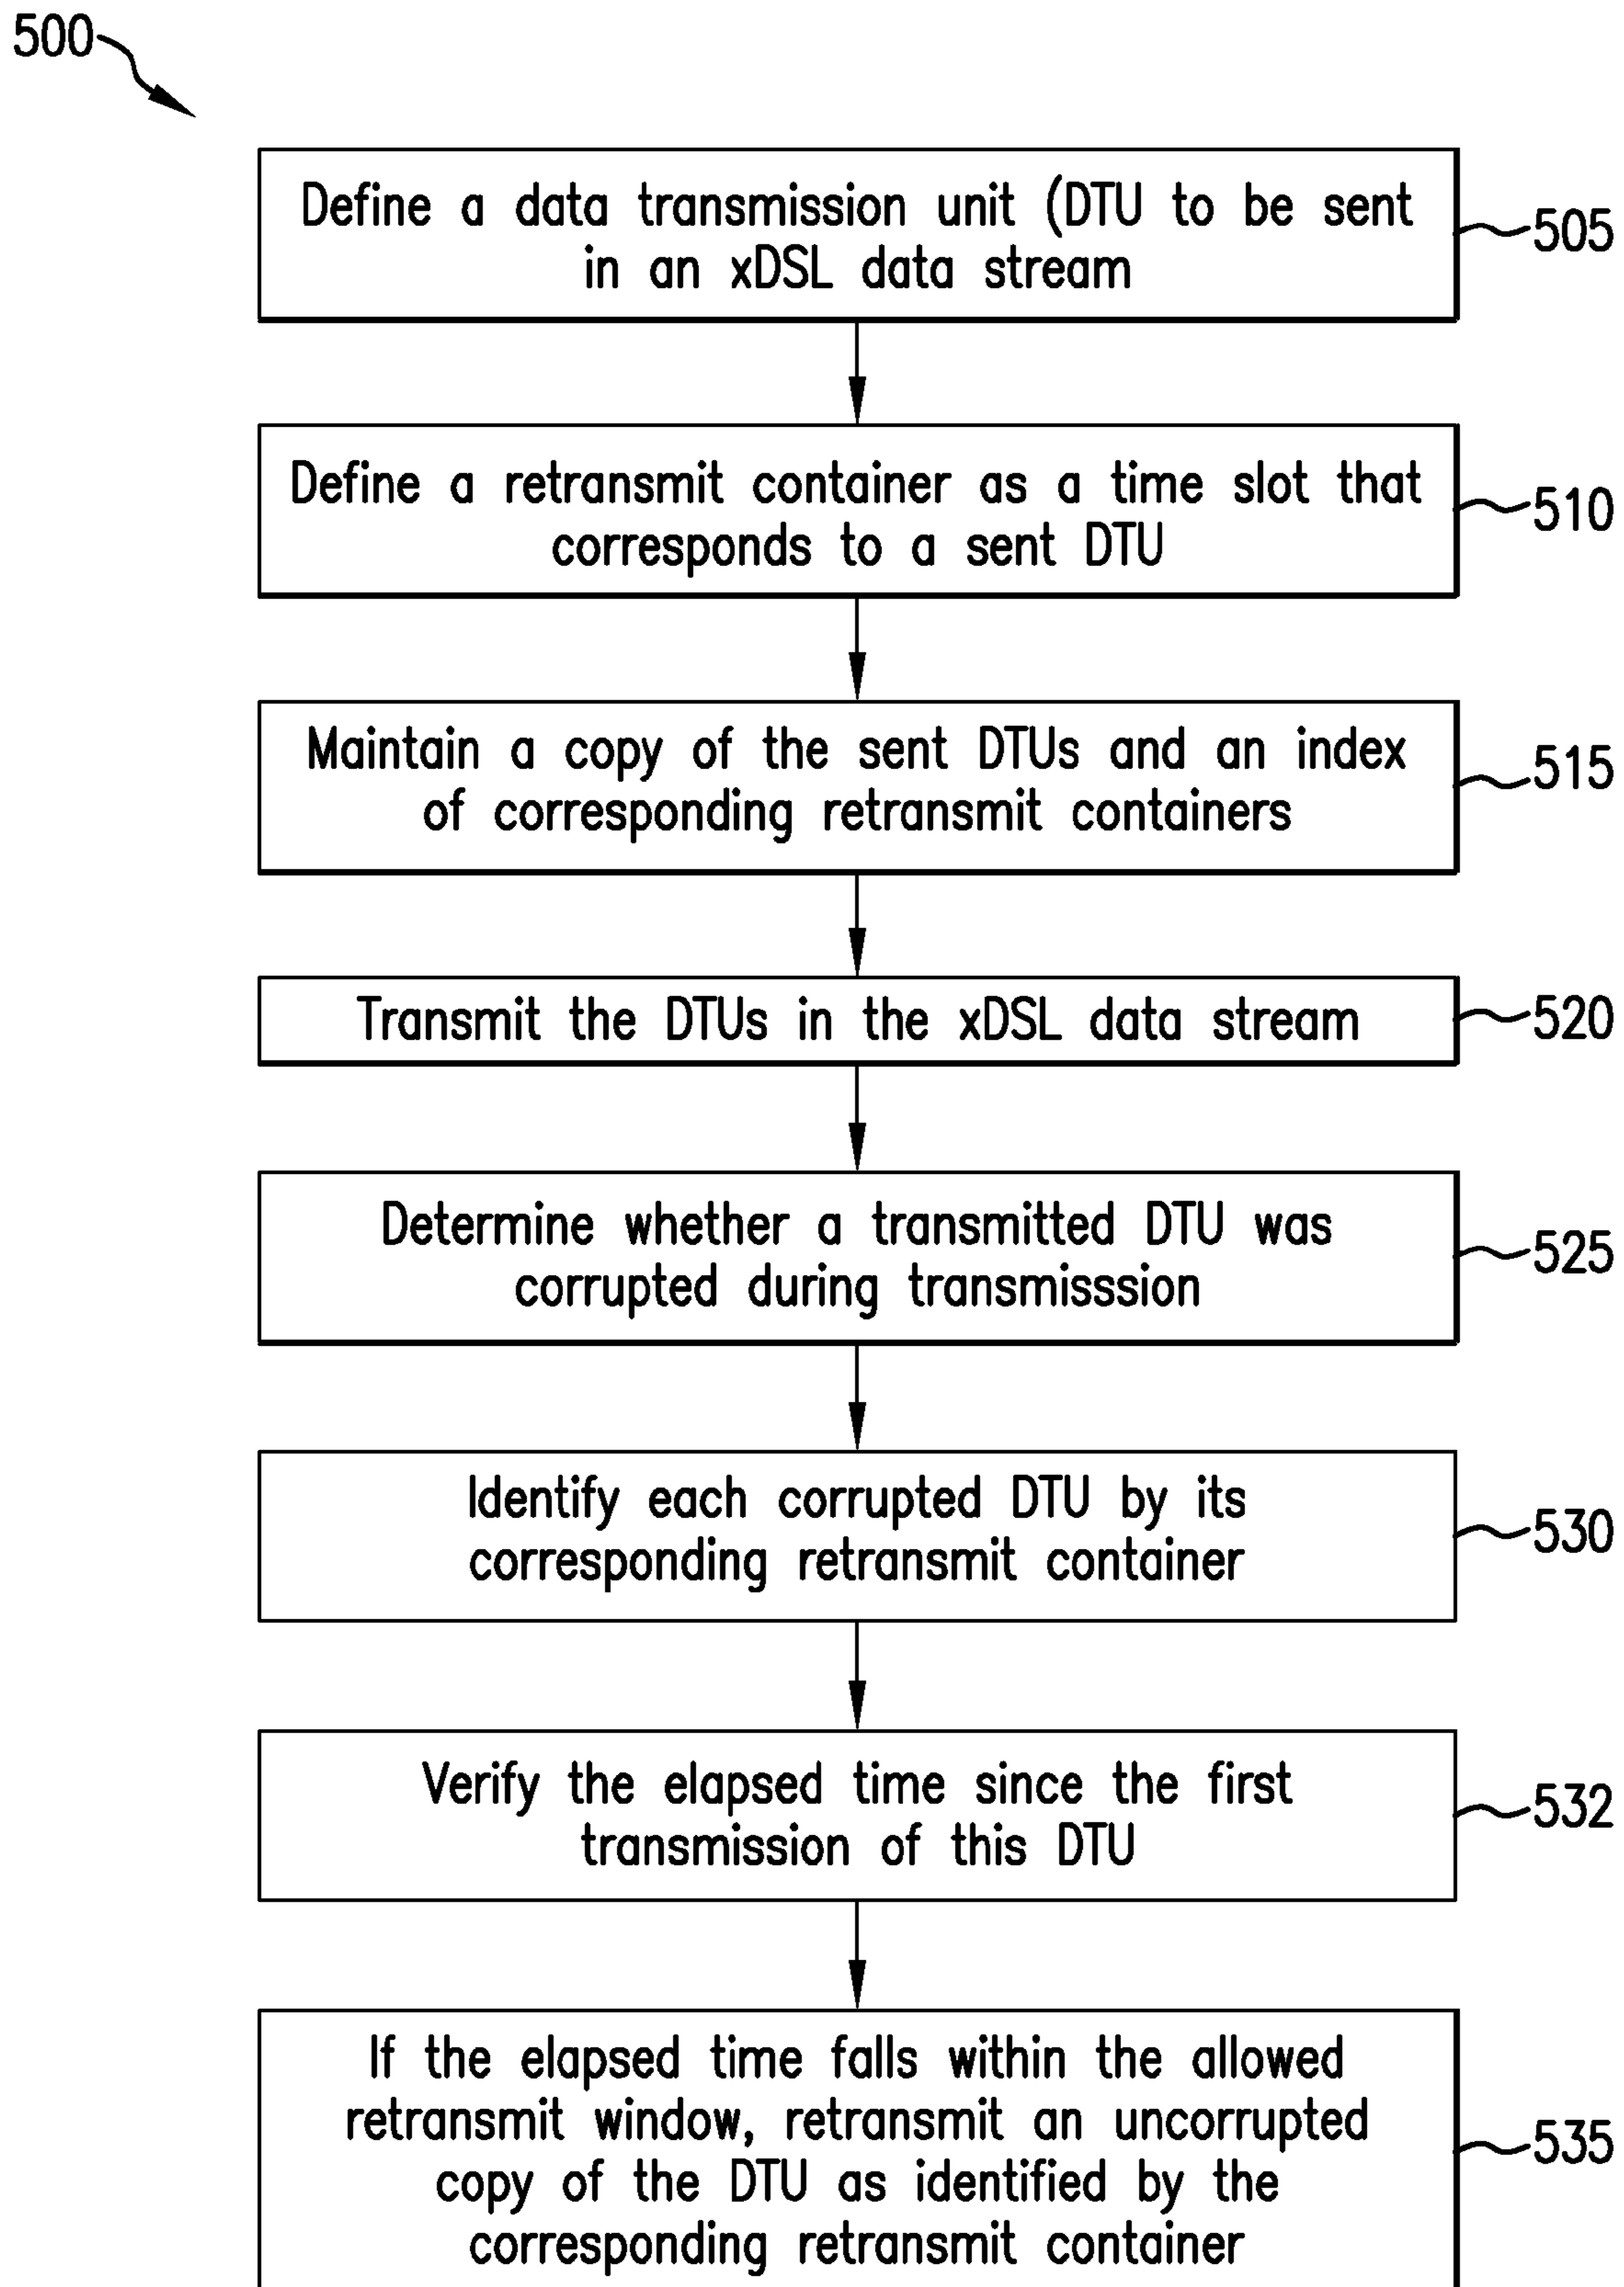 500
Define a data transmission unit (DTU to be sent
in an xDSL data stream
505
Define a retransmit container as a time slot that
corresponds to a sent DTU
510
Maintain a copy of the sent DTUs and an index
of corresponding retransmit containers
515
Transmit the DTUs in the xDSL data stream
520
Determine whether a transmitted DTU was
corrupted during transmisssion
525
Identify each corrupted DTU by its
corresponding retransmit container
530
Verify the elapsed time since the first
transmission of this DTU
532
If the elapsed time falls within the allowed
retransmit window, retransmit an uncorrupted
copy of the DTU as identified by the
corresponding retransmit container
535